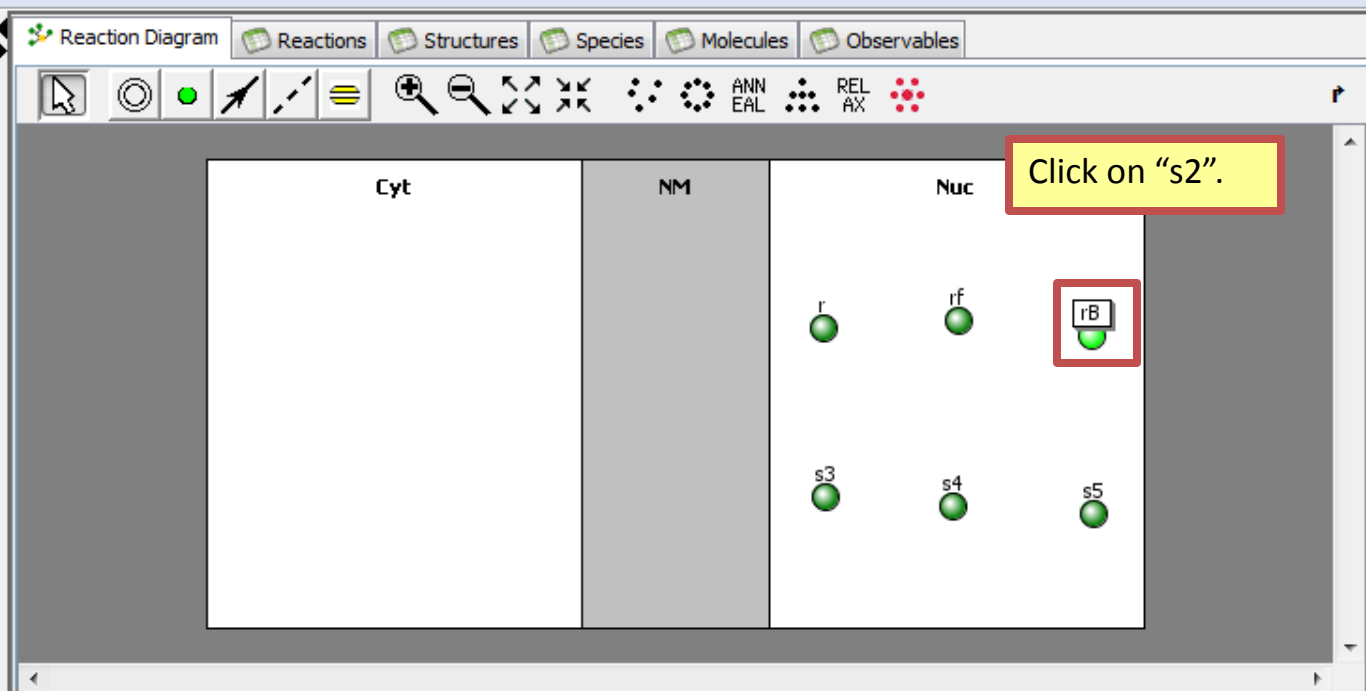 Reaction Diagram Reactions Structures Species Molecules Observables
ANN EAL REL AX
Click on “s2”.
Cyt NM Nuc
r rf rB
s3 s4 s5